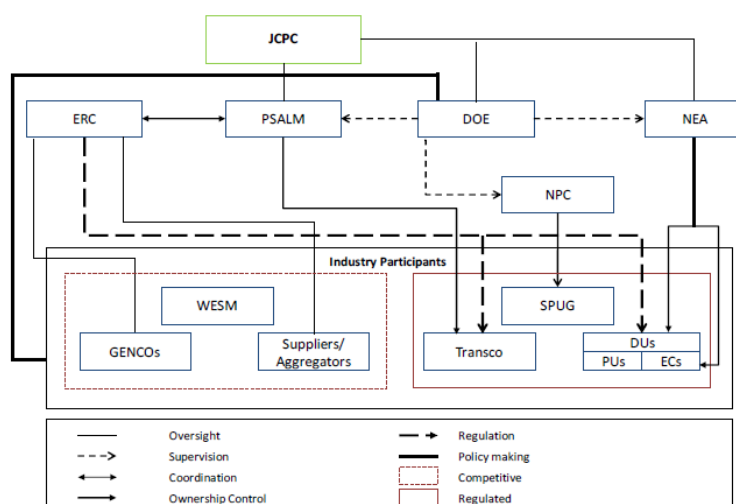 JCPC
ERC
PSALM
DOE
NEA
NPC
Industry Participants
WESM
SPUG
GENCOs
Suppliers/
Aggregators
Transco
DUs
PUs
ECs
Oversight
Regulation
Supervision
Policy making
Coordination
Competitive
Ownership Control
Regulated